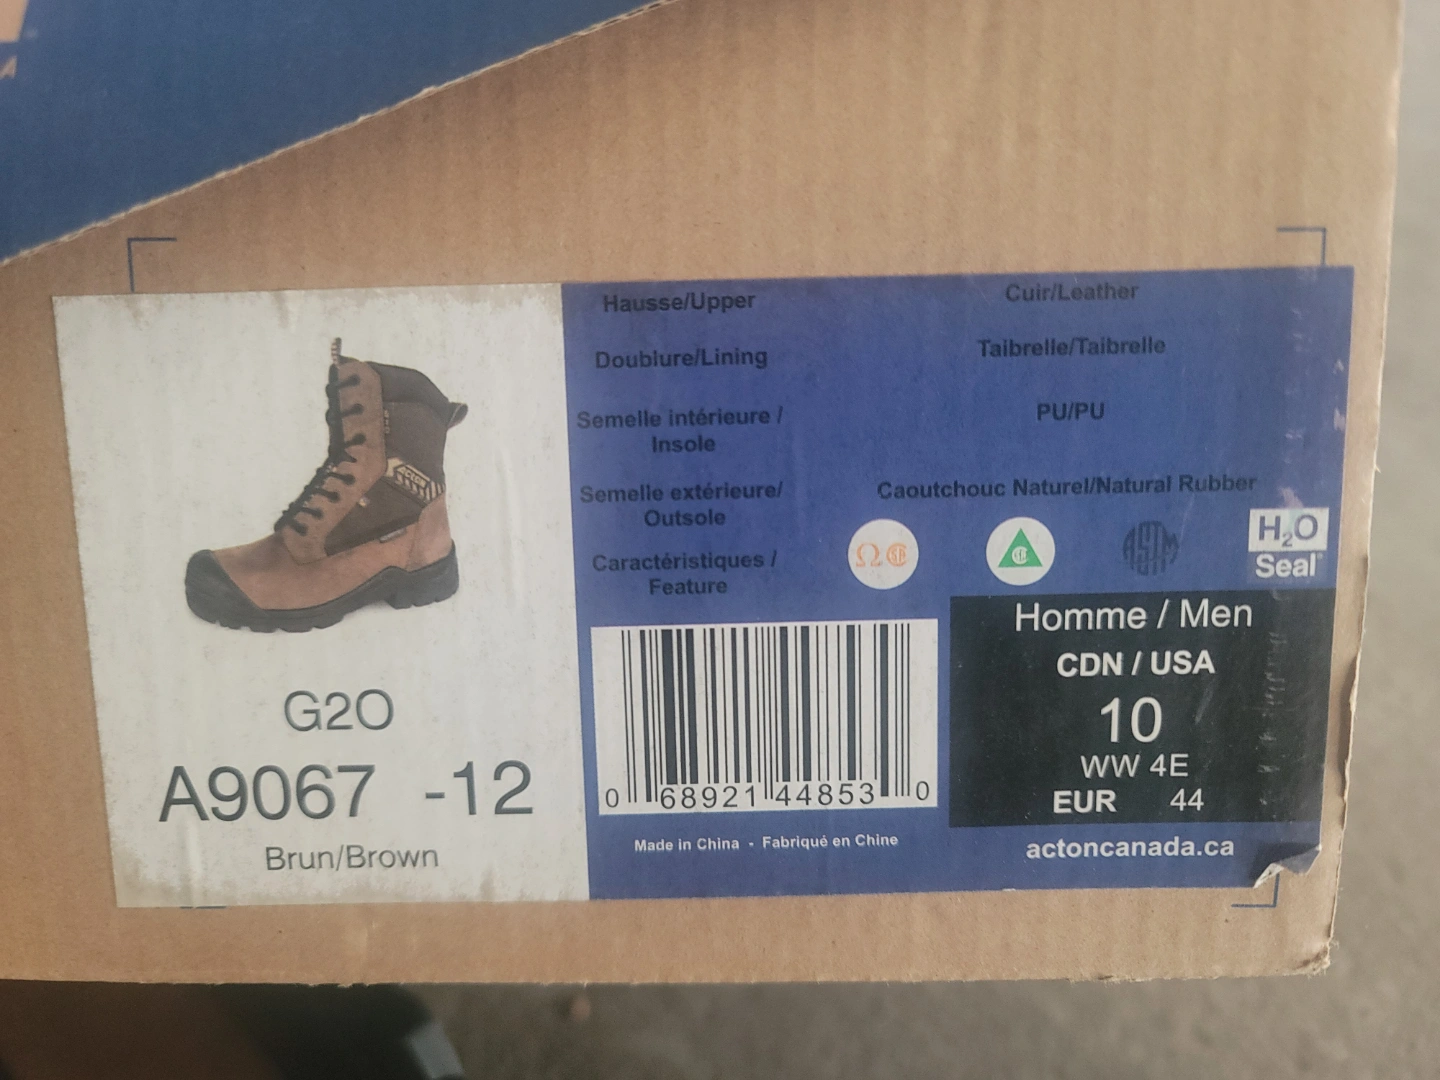 G2O
A9067 -12
Brun/Brown
Hausse/Upper
Cuir/Leather
Doublure/Lining
Taibrelle/Taibrelle
Semelle intérieure /
Insole
PU/PU
Semelle extérieure/
Outsole
Caoutchouc Naturel/Natural Rubber
Caractéristiques /
Feature
Ω
ASTM
H2O
Seal
0 68921 44853 0
Made in China - Fabriqué en Chine
Homme / Men
CDN / USA
10
WW 4E
EUR 44
actoncanada.ca